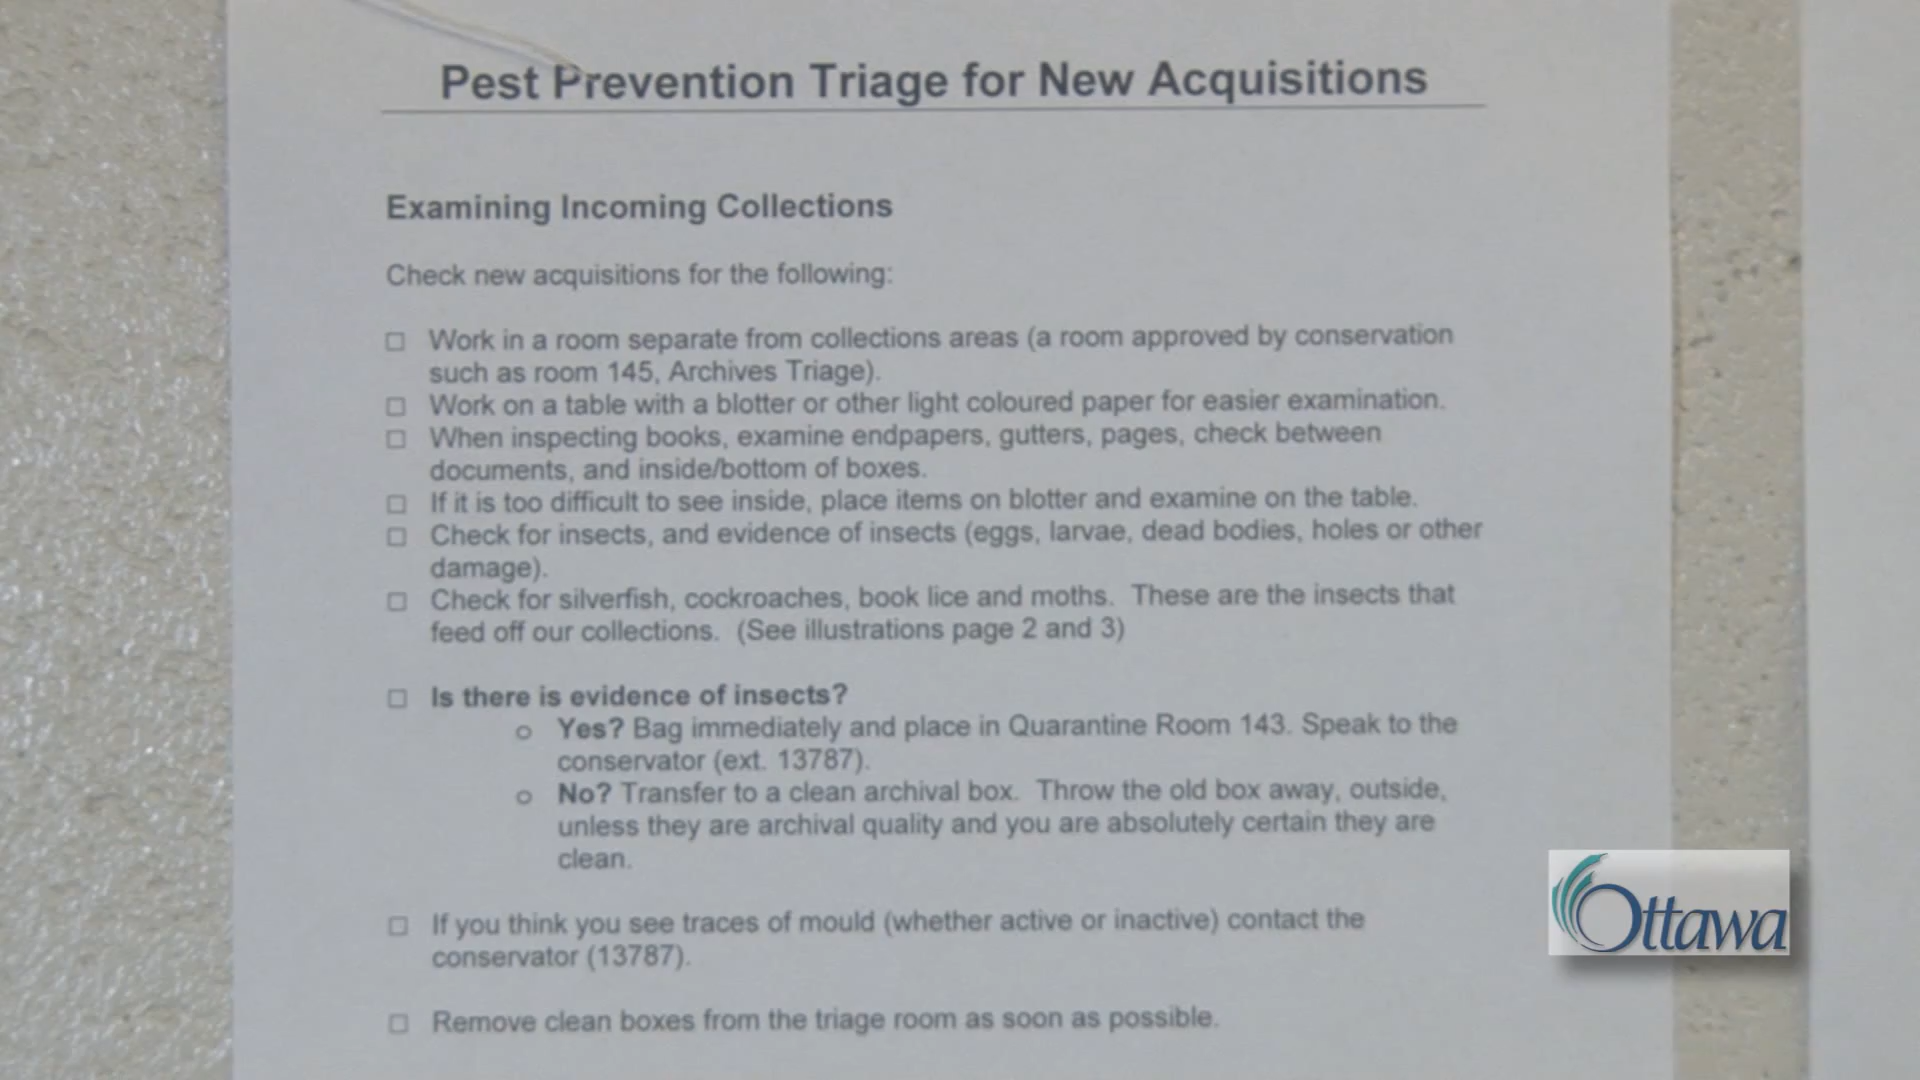 Pest Prevention Triage for New Acquisitions
Examining Incoming Collections
Check new acquisitions for the following:
☐ Work in a room separate from collections areas (a room approved by conservation
such as room 145, Archives Triage).
☐ Work on a table with a blotter or other light coloured paper for easier examination.
☐ When inspecting books, examine endpapers, gutters, pages, check between
documents, and inside/bottom of boxes.
☐ If it is too difficult to see inside, place items on blotter and examine on the table.
☐ Check for insects, and evidence of insects (eggs, larvae, dead bodies, holes or other
damage).
☐ Check for silverfish, cockroaches, book lice and moths.  These are the insects that
feed off our collections.  (See illustrations page 2 and 3)
☐ Is there is evidence of insects?
o Yes? Bag immediately and place in Quarantine Room 143. Speak to the
conservator (ext. 13787).
o No? Transfer to a clean archival box.  Throw the old box away, outside,
unless they are archival quality and you are absolutely certain they are
clean.
☐ If you think you see traces of mould (whether active or inactive) contact the
conservator (13787).
☐ Remove clean boxes from the triage room as soon as possible.
Ottawa